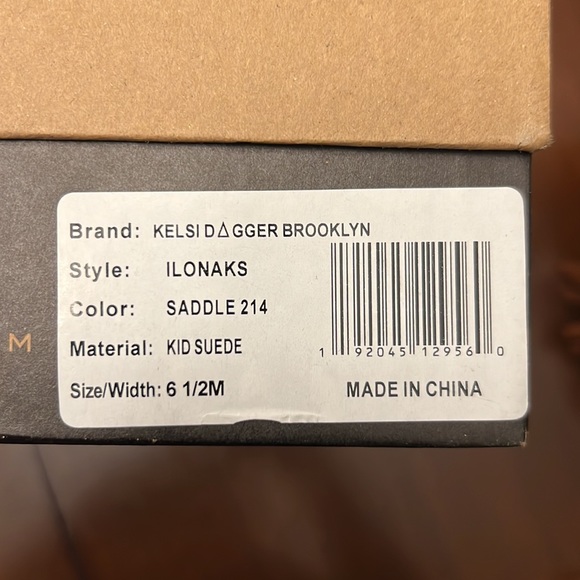 Brand: KELSI D△GGER BROOKLYN
Style: ILONAKS
Color: SADDLE 214
M
Material: KID SUEDE
1 92045 12956 0
Size/Width: 6 1/2M
MADE IN CHINA